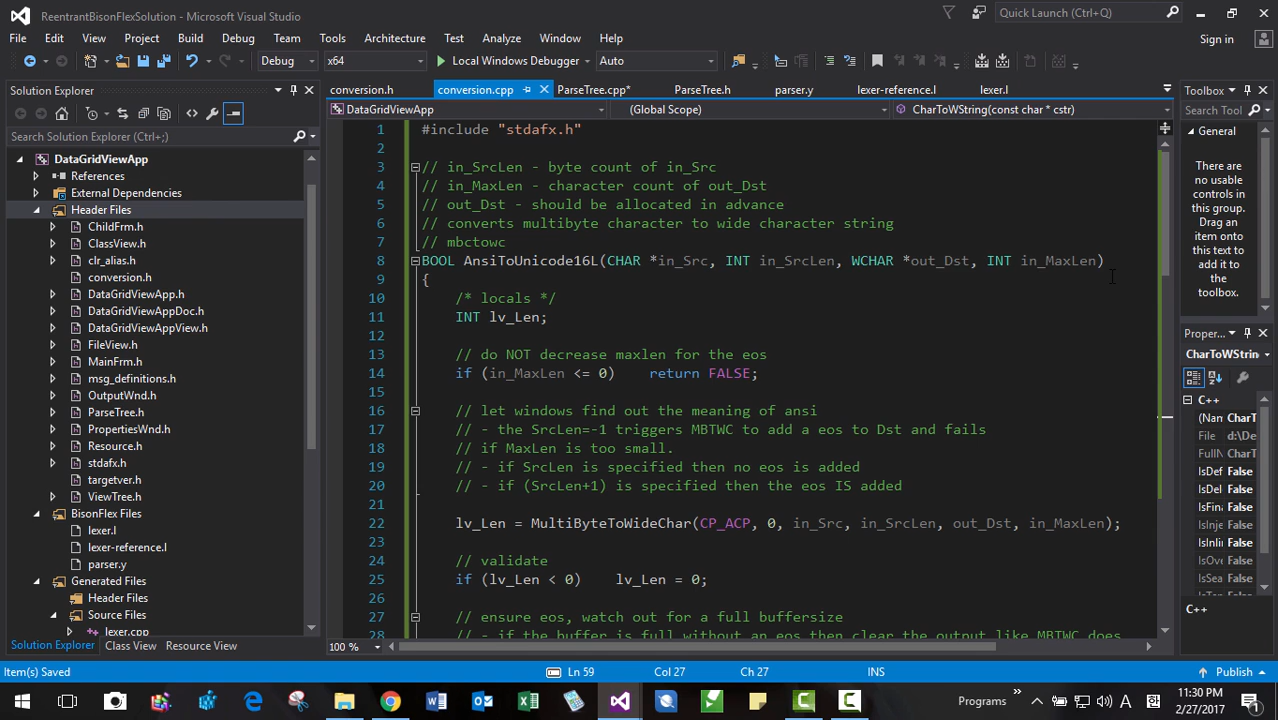 ReentrantBisonFlexSolution - Microsoft Visual Studio
Quick Launch (Ctrl+Q)
File Edit View Project Build Debug Team Tools Architecture Test Analyze Window Help
Sign in
Debug x64 Local Windows Debugger Auto
Solution Explorer
conversion.h conversion.cpp ParseTree.cpp* ParseTree.h parser.y lexer-reference.l lexer.l
Toolbox
DataGridViewApp (Global Scope) CharToWString(const char * cstr)
Search Tool
Search Solution Explorer (Ctrl+;)
DataGridViewApp
References
External Dependencies
Header Files
ChildFrm.h
ClassView.h
clr_alias.h
conversion.h
DataGridViewApp.h
DataGridViewAppDoc.h
DataGridViewAppView.h
FileView.h
MainFrm.h
msg_definitions.h
OutputWnd.h
ParseTree.h
PropertiesWnd.h
Resource.h
stdafx.h
targetver.h
ViewTree.h
BisonFlex Files
lexer.l
lexer-reference.l
parser.y
Generated Files
Header Files
Source Files
lexer.cpp
Solution Explorer Class View Resource View
1 #include "stdafx.h"
2
3 // in_SrcLen - byte count of in_Src
4 // in_MaxLen - character count of out_Dst
5 // out_Dst - should be allocated in advance
6 // converts multibyte character to wide character string
7 // mbctowc
8 BOOL AnsiToUnicode16L(CHAR *in_Src, INT in_SrcLen, WCHAR *out_Dst, INT in_MaxLen)
9 {
10 /* locals */
11 INT lv_Len;
12
13 // do NOT decrease maxlen for the eos
14 if (in_MaxLen <= 0) return FALSE;
15
16 // let windows find out the meaning of ansi
17 // - the SrcLen=-1 triggers MBTWC to add a eos to Dst and fails
18 // if MaxLen is too small.
19 // - if SrcLen is specified then no eos is added
20 // - if (SrcLen+1) is specified then the eos IS added
21
22 lv_Len = MultiByteToWideChar(CP_ACP, 0, in_Src, in_SrcLen, out_Dst, in_MaxLen);
23
24 // validate
25 if (lv_Len < 0) lv_Len = 0;
26
27 // ensure eos, watch out for a full buffersize
28 // - if the buffer is full without an eos then clear the output like MBTWC does
100 %
General
There are
no usable
controls in
this group.
Drag an
item onto
this text to
add it to
the
toolbox.
Proper...
CharToWString
C++
(Nar CharT
File d:\De
FullN CharT
IsDef False
IsDel False
IsFina False
IsInje False
IsInli False
IsOve False
IsSea False
False
C++
Item(s) Saved Ln 59 Col 27 Ch 27 INS Publish
Programs
A
11:30 PM
2/27/2017